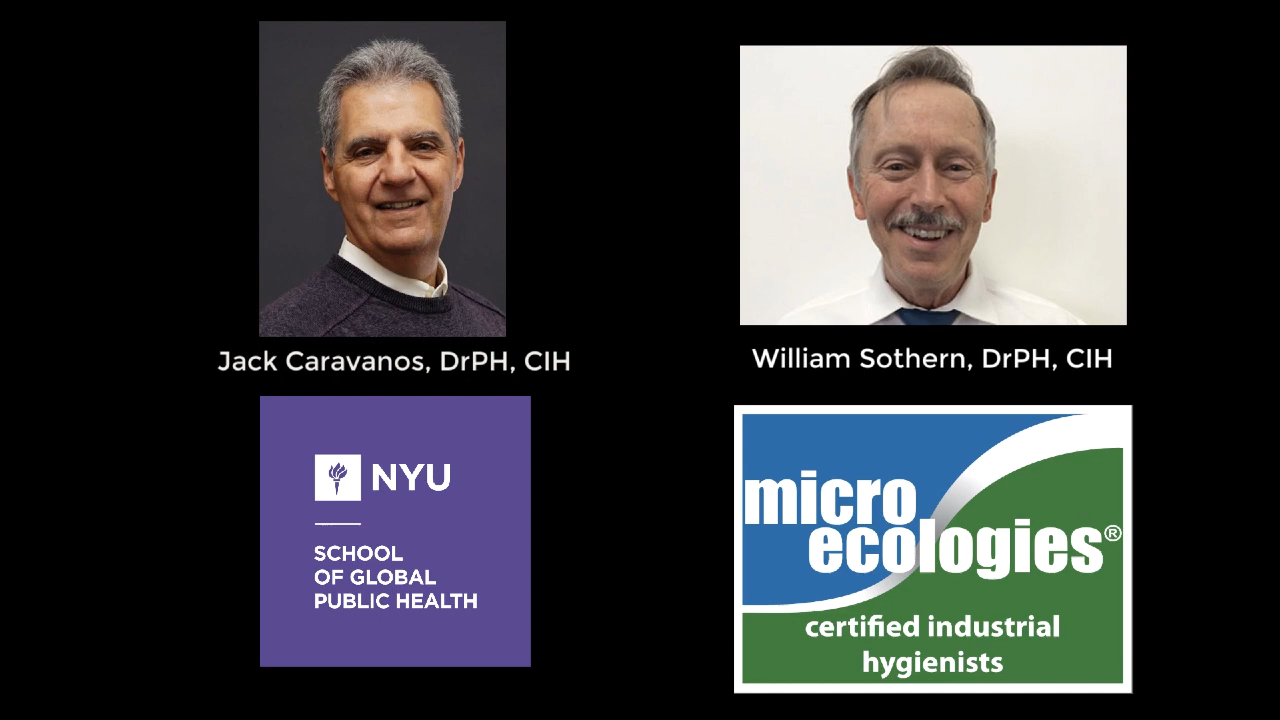 Jack Caravanos, DrPH, CIH
William Sothern, DrPH, CIH
NYU
SCHOOL
OF GLOBAL
PUBLIC HEALTH
micro
ecologies®
certified industrial
hygienists